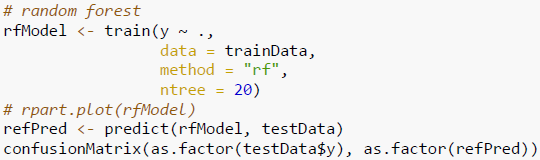 # random forest
rfModel <- train(y ~ .,
data = trainData,
method = "rf",
ntree = 20)
# rpart.plot(rfModel)
refPred <- predict(rfModel, testData)
confusionMatrix(as.factor(testData$y), as.factor(refPred))